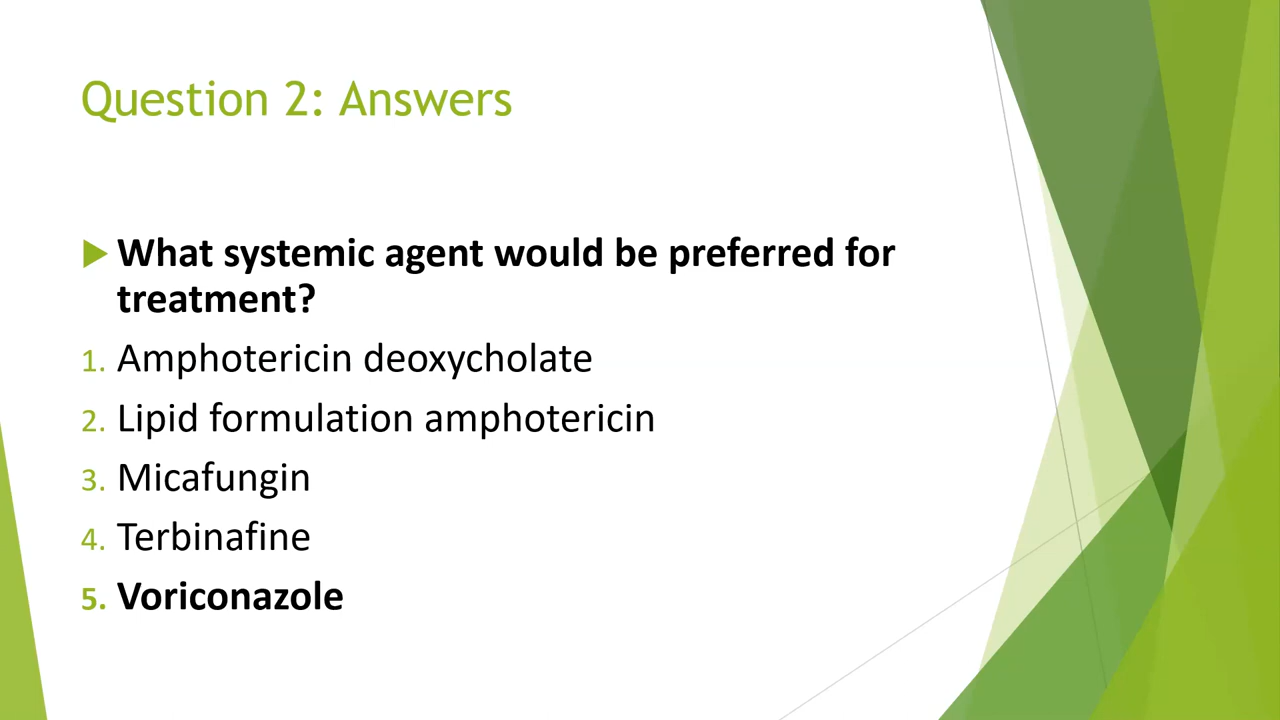 Question 2: Answers
What systemic agent would be preferred for
treatment?
1. Amphotericin deoxycholate
2. Lipid formulation amphotericin
3. Micafungin
4. Terbinafine
5. Voriconazole